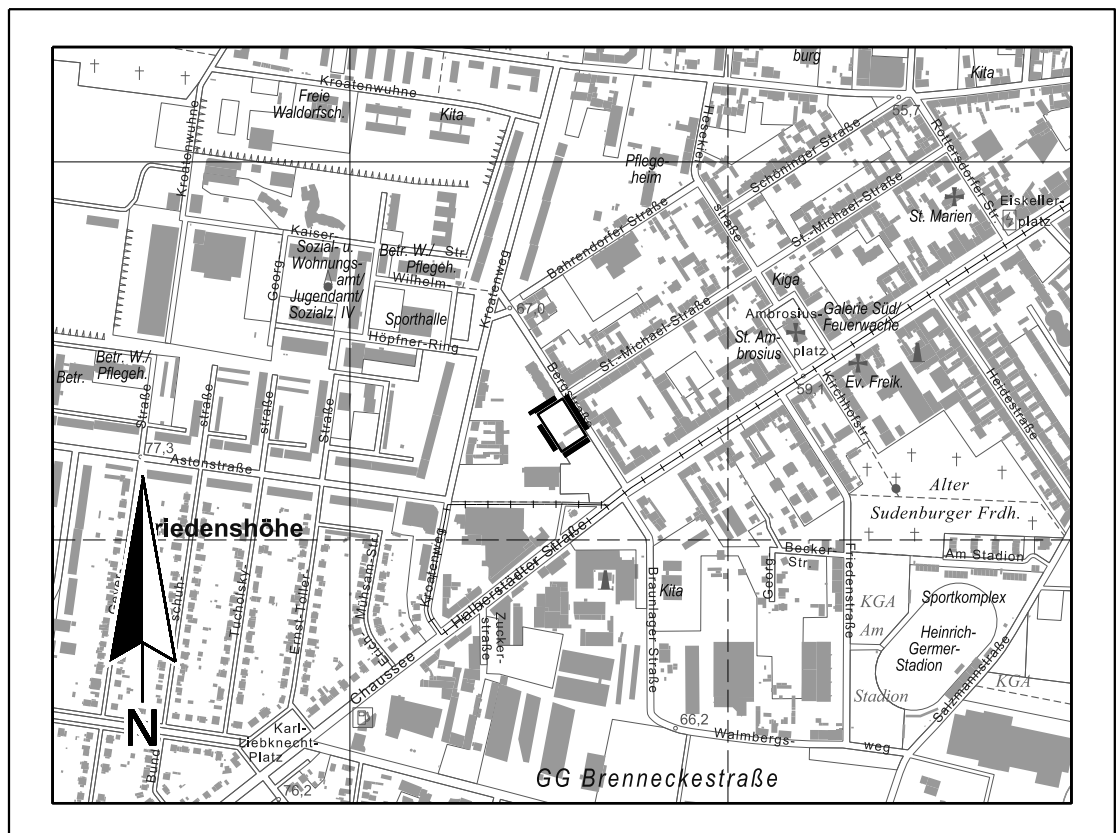 burg
Kita
Kroatenwuhne
Freie
Waldorfsch.
Kita
55,7
Kroatenwuhne
Heseкiel-
straße
Rottersdorfer Str.
Schöninger-Straße
Pflege-
heim
St.-Michael-Straße
St. Marien
Eiskeller-
platz
Bahrendorfer Straße
Kaiser-
Wilhelm-
Str.
Sozial- u.
Wohnungs-
amt/
Jugendamt/
Sozialz. IV
Betr. W./
Pflegeh.
Georg
Kroatenweg
Kiga
67,0
Sporthalle
Ambrosius-
platz
Galerie Süd/
Feuerwache
St. Am-
brosius
St.-Michael-Straße
Höpfner-Ring
Betr. W./
Pflegeh.
Betr.
Bergstraße
Ev. Freik.
59,1
Kirchhofstr.
Heidestraße
Straße
straße
straße
Straße
77,3
Astonstraße
Alter
Sudenburger Frdh.
riedenshöhe
Halberstädter Straße
Becker-
Str.
Georg
Am Stadion
Friedenstraße
Kroatenweg
Erich
Mühsam-Str.
Ernst-Toller-
Tucholsky-
schuh-
Braunlager Straße
Kita
KGA
Am
Stadion
Sportkomplex
Heinrich-
Germer-
Stadion
Zucker-
straße
Salzmannstraße
KGA
Chaussee
66,2
Walmbergs-
weg
Karl-
Liebknecht-
Platz
N
Bund
76,2
GG Brenneckestraße